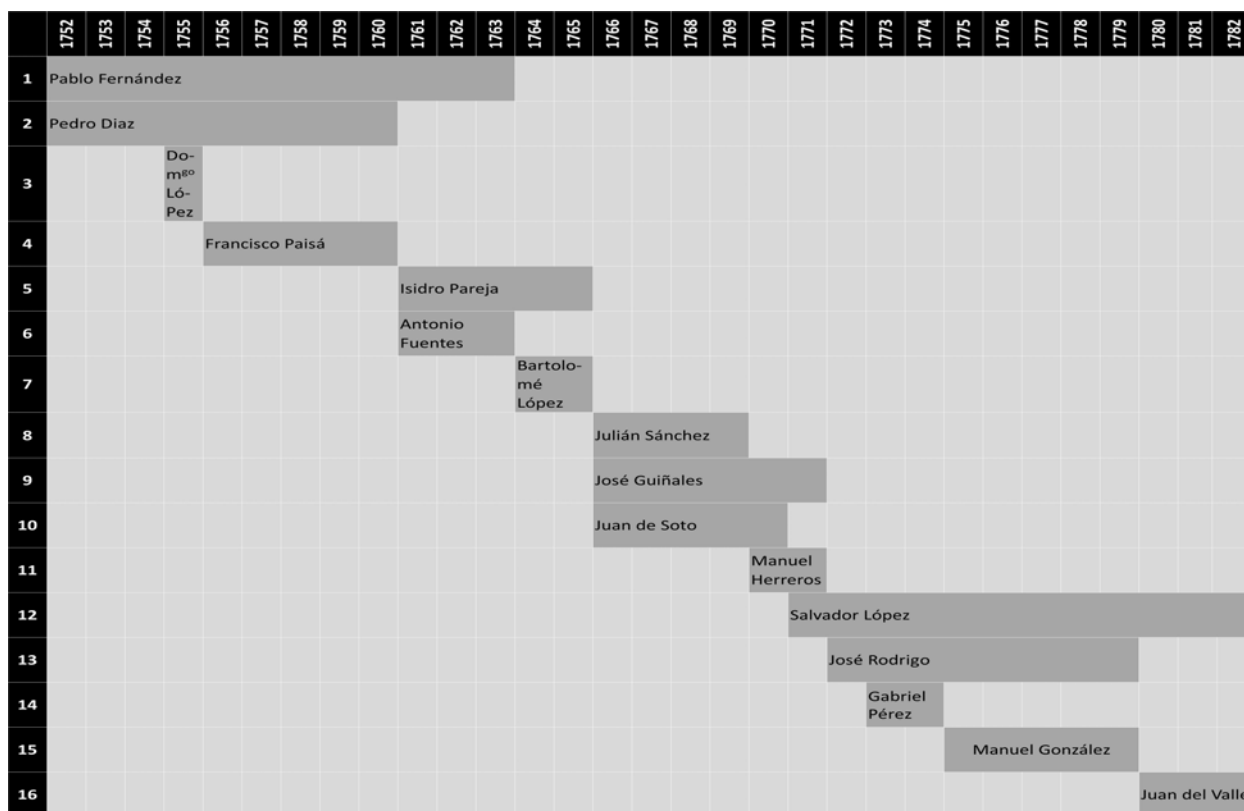 1752 1753 1754 1755 1756 1757 1758 1759 1760 1761 1762 1763 1764 1765 1766 1767 1768 1769 1770 1771 1772 1773 1774 1775 1776 1777 1778 1779 1780 1781 1782
1 Pablo Fernández
2 Pedro Diaz
3 Do-
mᵍᵒ
Ló-
Pez
4 Francisco Paisá
5 Isidro Pareja
6 Antonio
Fuentes
7 Bartolo-
mé
López
8 Julián Sánchez
9 José Guiñales
10 Juan de Soto
11 Manuel
Herreros
12 Salvador López
13 José Rodrigo
14 Gabriel
Pérez
15 Manuel González
16 Juan del Valle